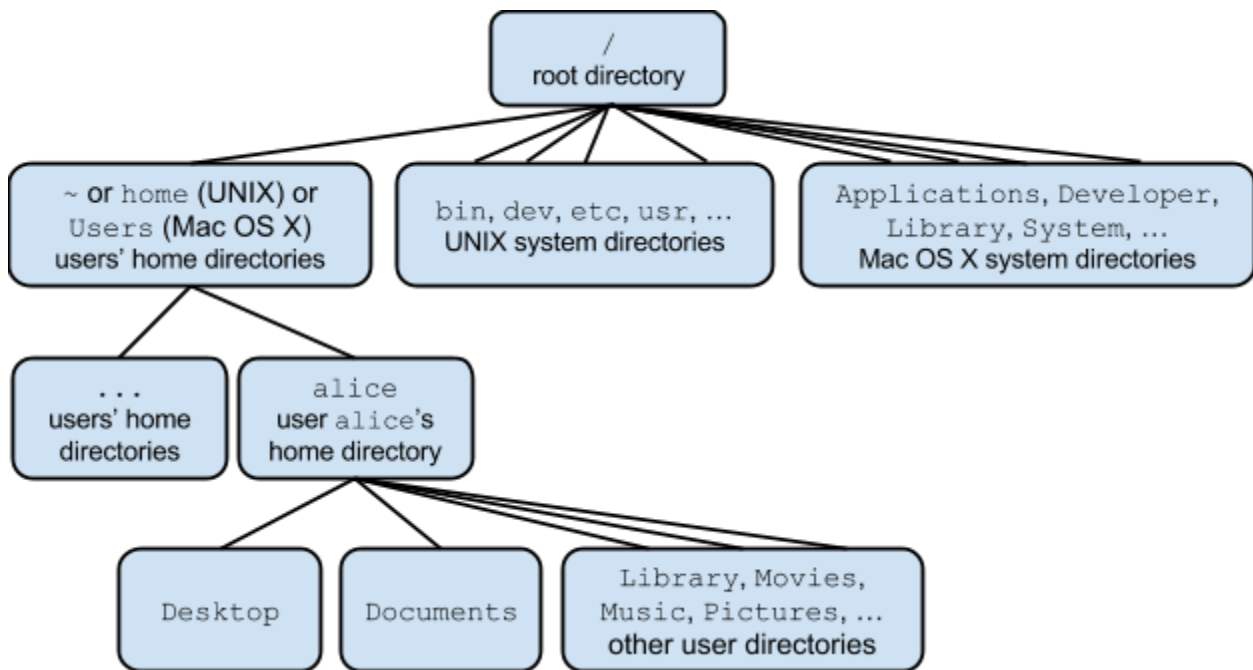 /
root directory
~ or home (UNIX) or
Users (Mac OS X)
users’ home directories
bin, dev, etc, usr, ...
UNIX system directories
Applications, Developer,
Library, System, ...
Mac OS X system directories
...
users’ home
directories
alice
user alice’s
home directory
Desktop
Documents
Library, Movies,
Music, Pictures, ...
other user directories